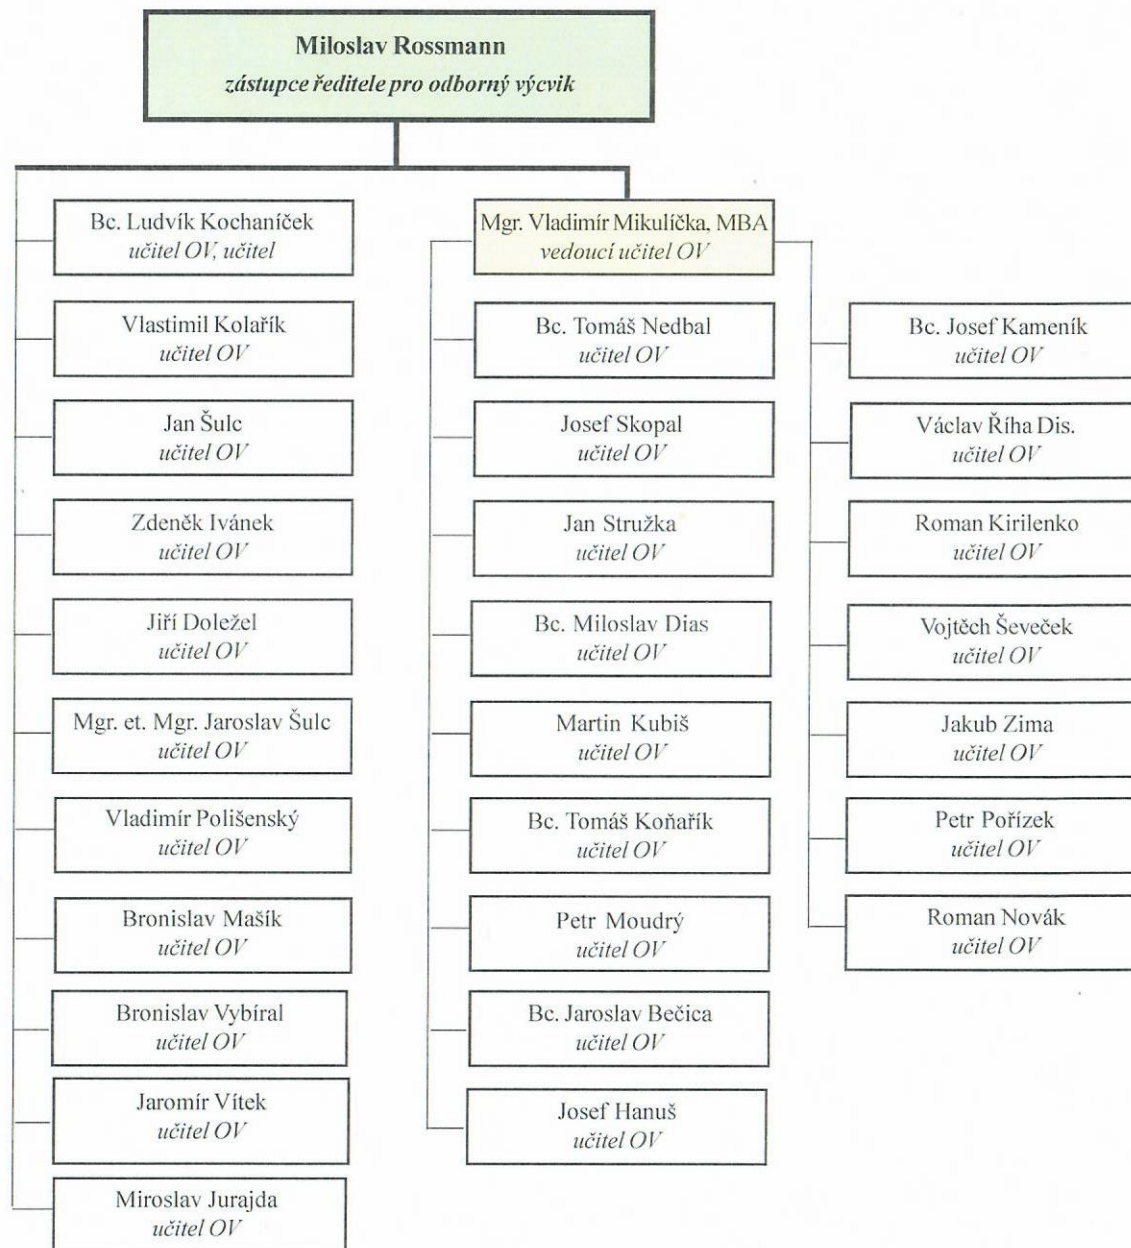 Miloslav Rossmann
zástupce ředitele pro odborný výcvik
Bc. Ludvík Kochaníček
učitel OV, učitel
Vlastimil Kolařík
učitel OV
Jan Šulc
učitel OV
Zdeněk Ivánek
učitel OV
Jiří Doležel
učitel OV
Mgr. et. Mgr. Jaroslav Šulc
učitel OV
Vladimír Polišenský
učitel OV
Bronislav Mašík
učitel OV
Bronislav Vybíral
učitel OV
Jaromír Vítek
učitel OV
Miroslav Jurajda
učitel OV
Mgr. Vladimír Mikulíčka, MBA
vedoucí učitel OV
Bc. Tomáš Nedbal
učitel OV
Josef Skopal
učitel OV
Jan Stružka
učitel OV
Bc. Miloslav Dias
učitel OV
Martin Kubiš
učitel OV
Bc. Tomáš Koňařík
učitel OV
Petr Moudrý
učitel OV
Bc. Jaroslav Bečica
učitel OV
Josef Hanuš
učitel OV
Bc. Josef Kameník
učitel OV
Václav Říha Dis.
učitel OV
Roman Kirilenko
učitel OV
Vojtěch Ševeček
učitel OV
Jakub Zima
učitel OV
Petr Pořízek
učitel OV
Roman Novák
učitel OV